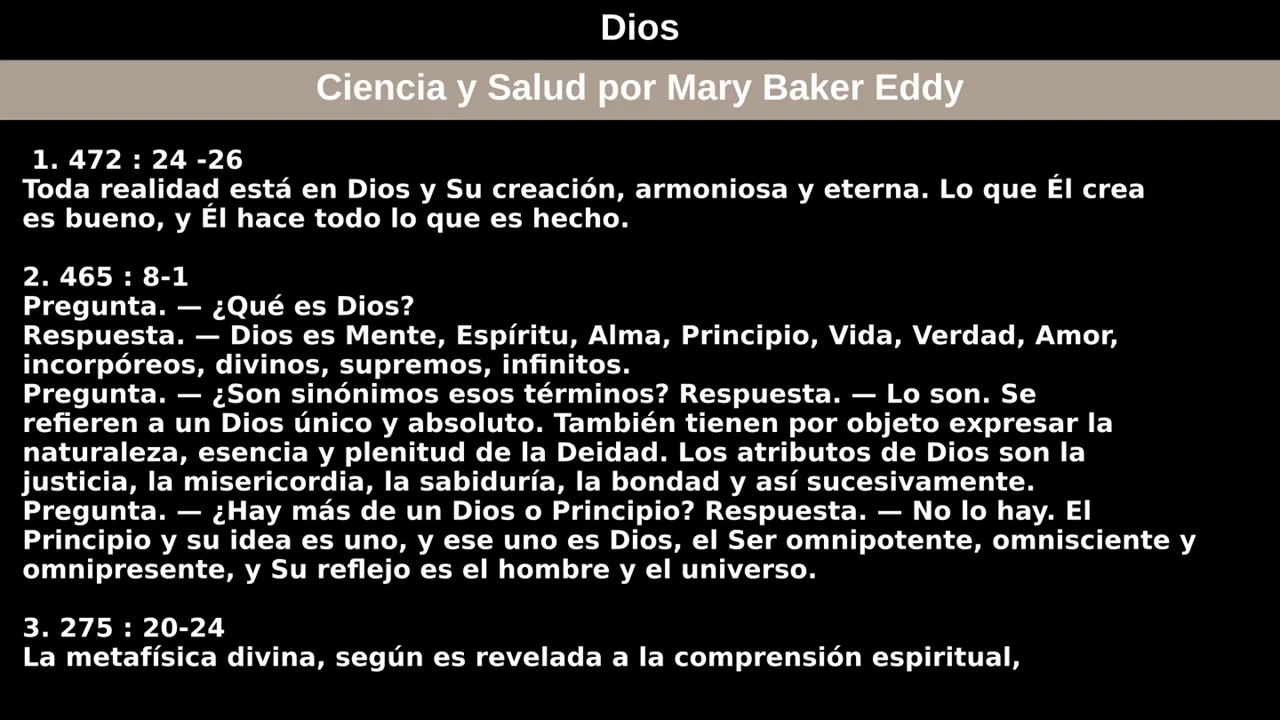 Dios
Ciencia y Salud por Mary Baker Eddy
1. 472 : 24 -26
Toda realidad está en Dios y Su creación, armoniosa y eterna. Lo que Él crea
es bueno, y Él hace todo lo que es hecho.
2. 465 : 8-1
Pregunta. — ¿Qué es Dios?
Respuesta. — Dios es Mente, Espíritu, Alma, Principio, Vida, Verdad, Amor,
incorpóreos, divinos, supremos, infinitos.
Pregunta. — ¿Son sinónimos esos términos? Respuesta. — Lo son. Se
refieren a un Dios único y absoluto. También tienen por objeto expresar la
naturaleza, esencia y plenitud de la Deidad. Los atributos de Dios son la
justicia, la misericordia, la sabiduría, la bondad y así sucesivamente.
Pregunta. — ¿Hay más de un Dios o Principio? Respuesta. — No lo hay. El
Principio y su idea es uno, y ese uno es Dios, el Ser omnipotente, omnisciente y
omnipresente, y Su reflejo es el hombre y el universo.
3. 275 : 20-24
La metafísica divina, según es revelada a la comprensión espiritual,